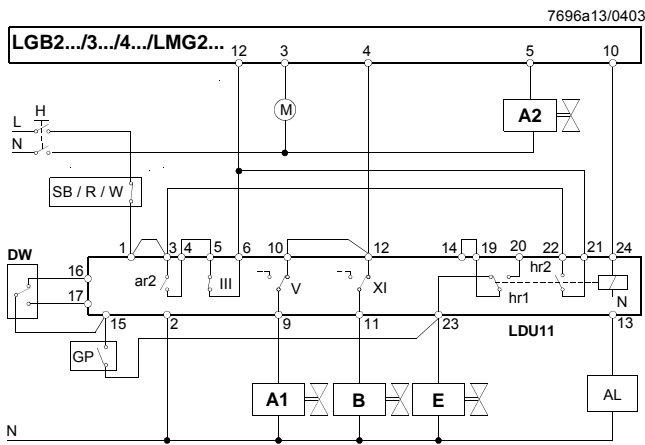 7696a13/0403
LGB2.../3.../4.../LMG2...
12 3 4 5 10
M
A2
H
L
N
SB / R / W
DW
1 3 4 5 6 10 12 14 19 20 22 21 24
16
17
ar2 III V XI hr1 hr2 N
15 2 9 11 23 LDU11 13
GP
A1 B E AL
N